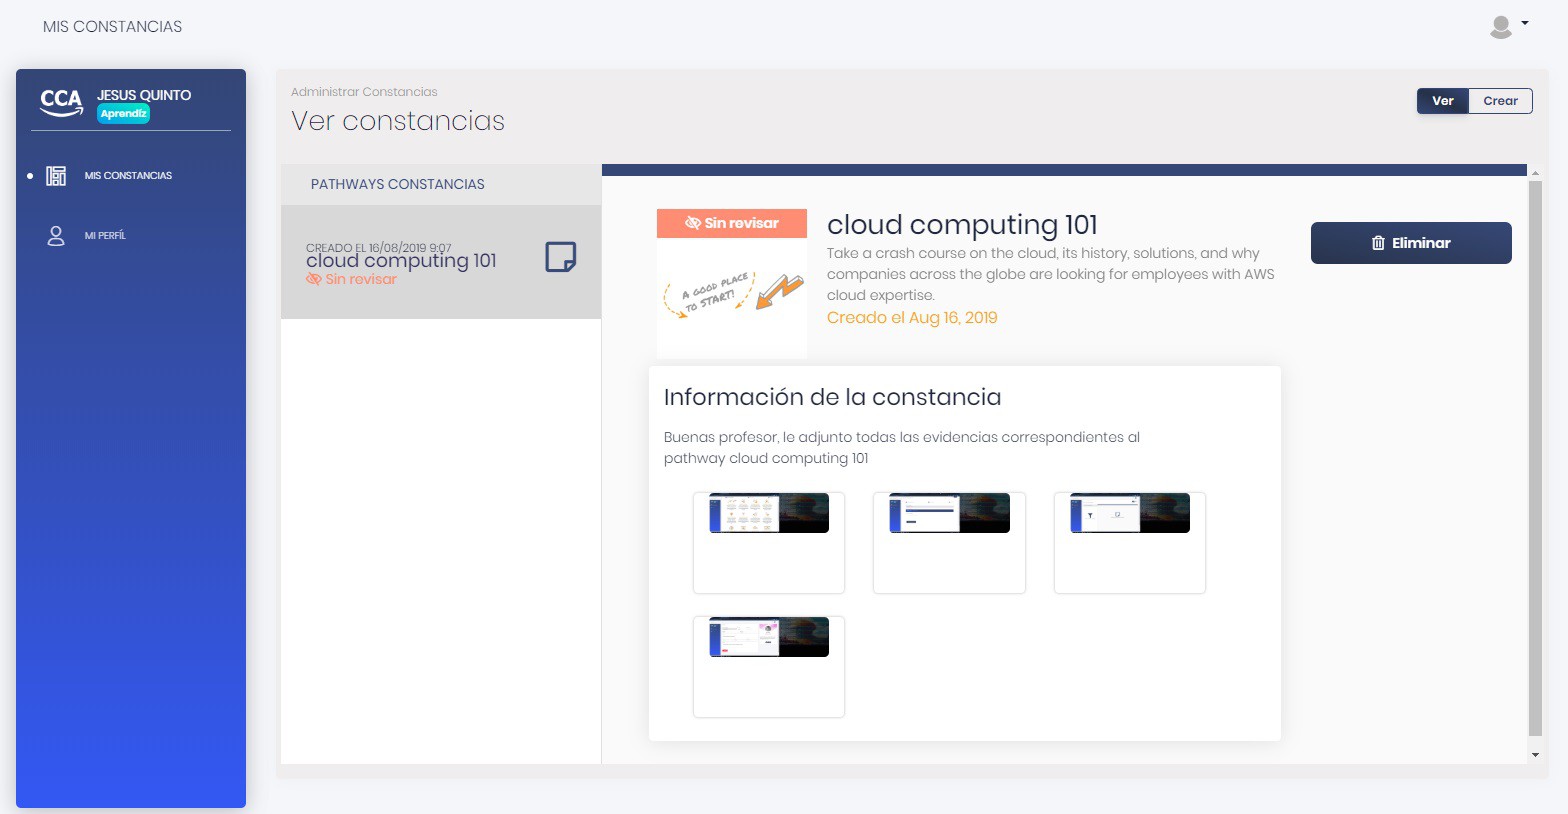 MIS CONSTANCIAS
CCA
JESUS QUINTO
Aprendiz
MIS CONSTANCIAS
MI PERFÍL
Administrar Constancias
Ver constancias
Ver
Crear
PATHWAYS CONSTANCIAS
CREADO EL 16/08/2019 9:07
cloud computing 101
Sin revisar
Sin revisar
A GOOD PLACE
TO START!
cloud computing 101
Take a crash course on the cloud, its history, solutions, and why
companies across the globe are looking for employees with AWS
cloud expertise.
Creado el Aug 16, 2019
Eliminar
Información de la constancia
Buenas profesor, le adjunto todas las evidencias correspondientes al
pathway cloud computing 101